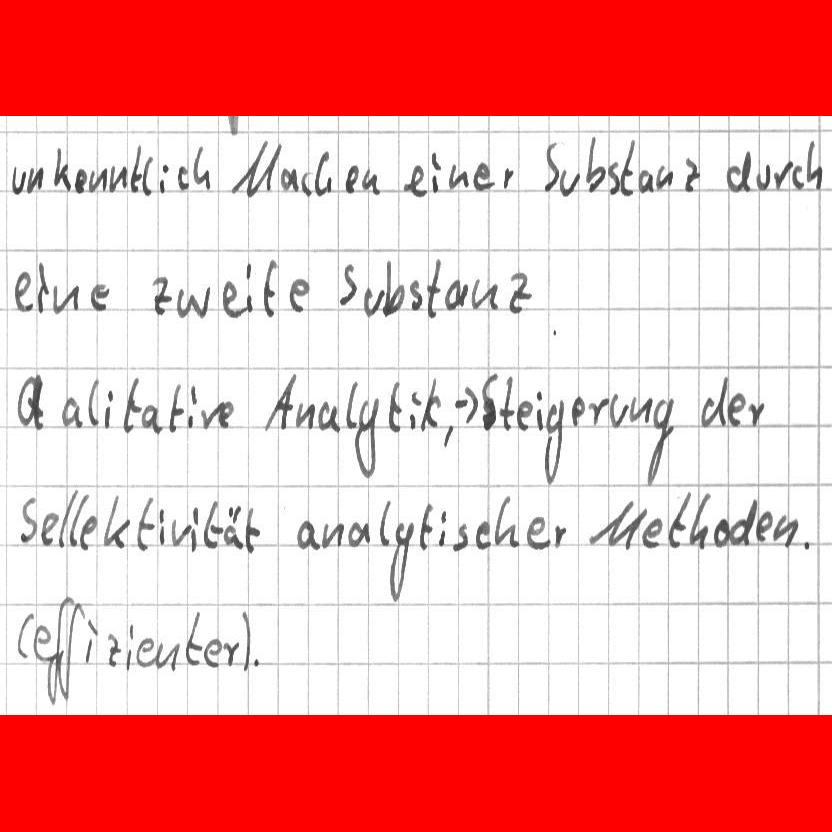 unkenntlich Machen einer Substanz durch
eine zweite Substanz.
Qalitative Analytik, → Steigerung der
Sellektivität analytischer Methoden.
(effizienter).